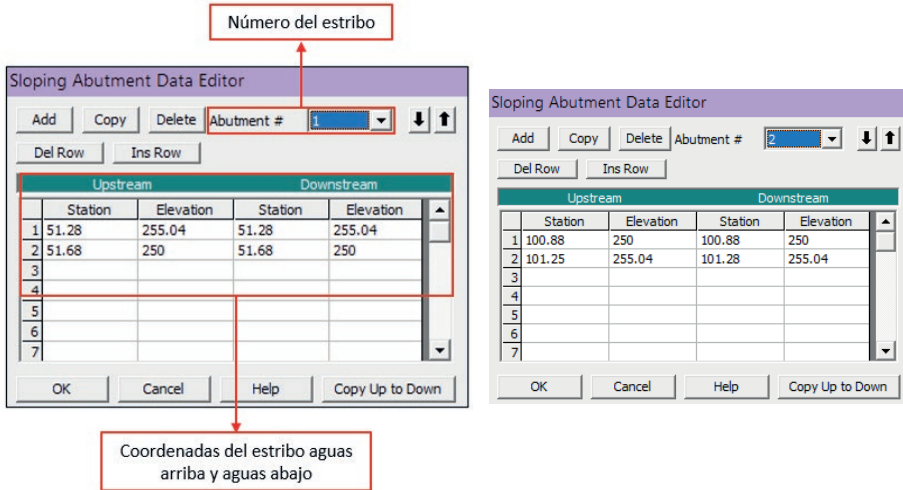 Número del estribo
Sloping Abutment Data Editor
Add Copy Delete Abutment # 1
Del Row Ins Row
Upstream Downstream
Station Elevation Station Elevation
1 51.28 255.04 51.28 255.04
2 51.68 250 51.68 250
3
4
5
6
7
OK Cancel Help Copy Up to Down
Coordenadas del estribo aguas
arriba y aguas abajo
Sloping Abutment Data Editor
Add Copy Delete Abutment # 2
Del Row Ins Row
Upstream Downstream
Station Elevation Station Elevation
1 100.88 250 100.88 250
2 101.25 255.04 101.28 255.04
3
4
5
6
7
OK Cancel Help Copy Up to Down